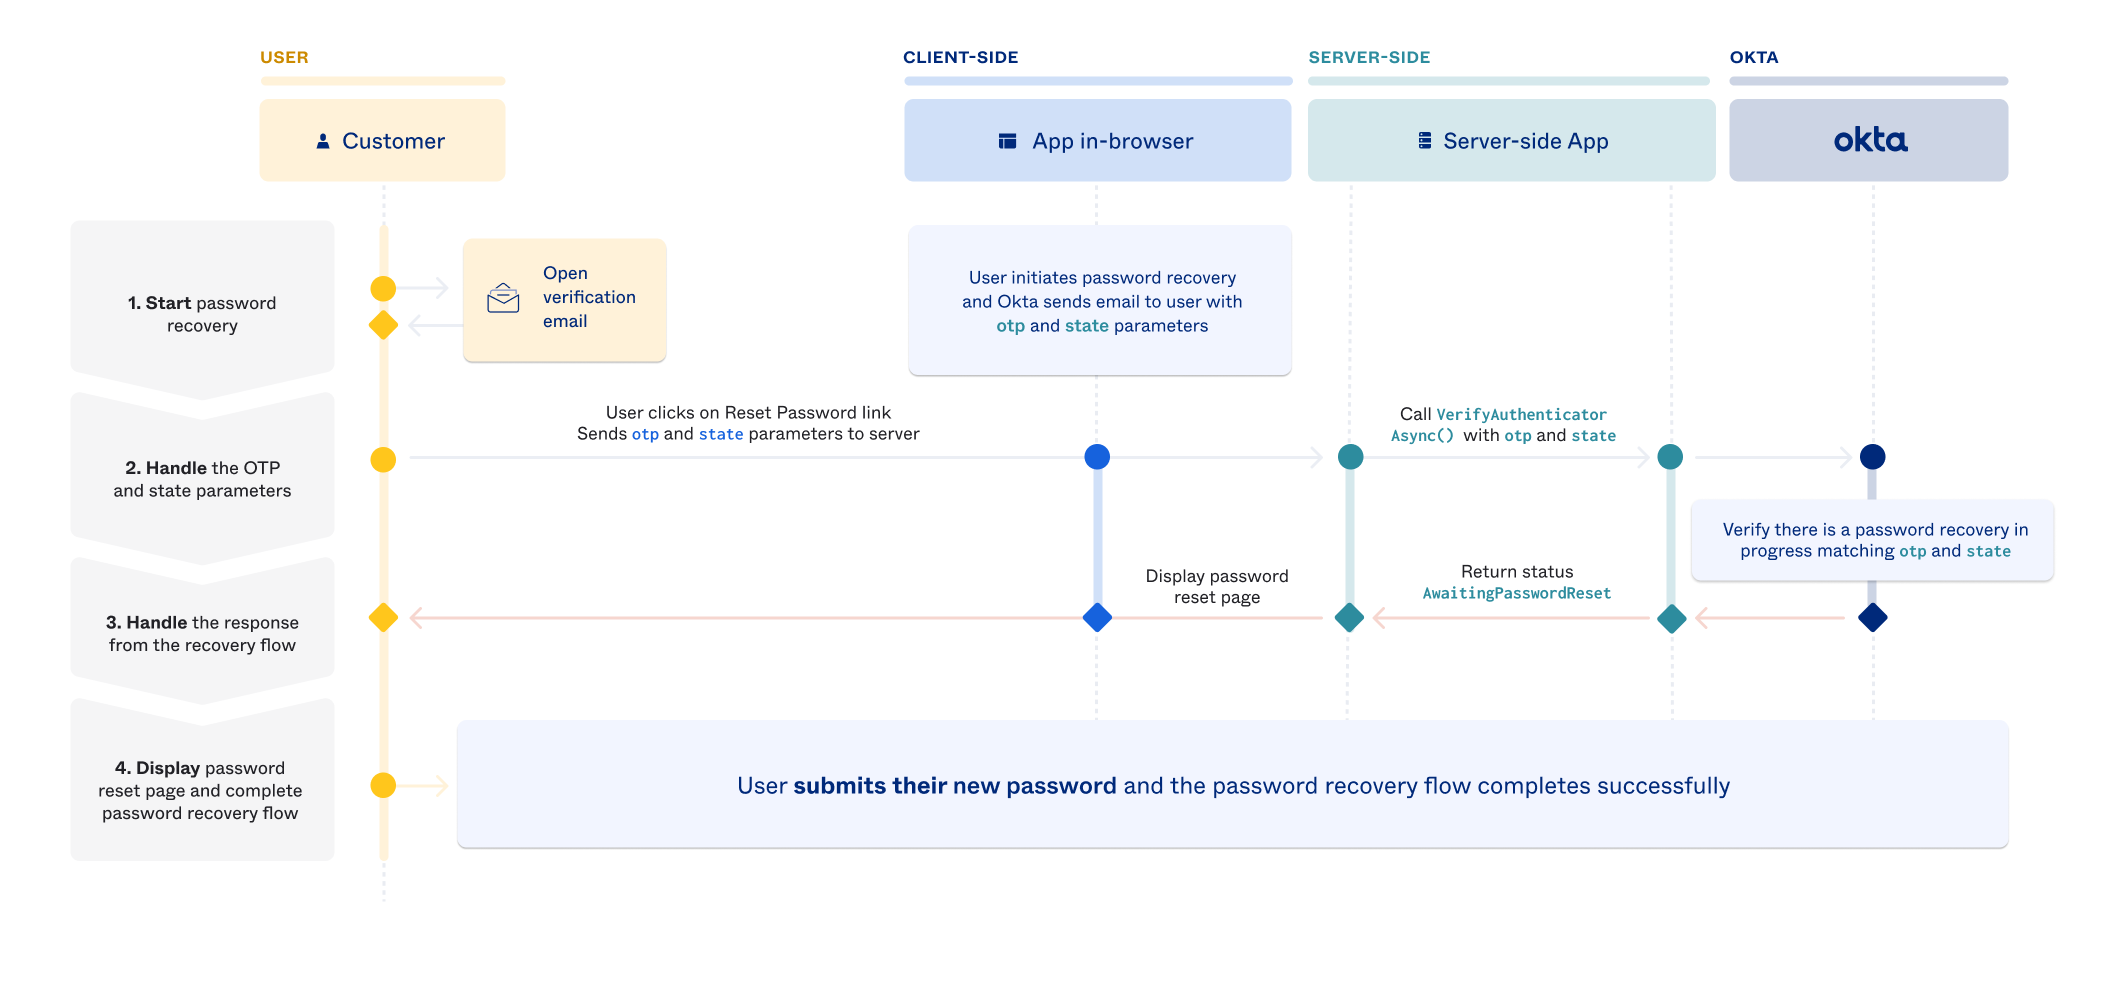 USER
CLIENT-SIDE
SERVER-SIDE
OKTA
Customer
App in-browser
Server-side App
okta
1. Start password
recovery
Open
verification
email
User initiates password recovery
and Okta sends email to user with
otp and state parameters
2. Handle the OTP
and state parameters
User clicks on Reset Password link
Sends otp and state parameters to server
Call VerifyAuthenticator
Async() with otp and state
Verify there is a password recovery in
progress matching otp and state
3. Handle the response
from the recovery flow
Display password
reset page
Return status
AwaitingPasswordReset
4. Display password
reset page and complete
password recovery flow
User submits their new password and the password recovery flow completes successfully